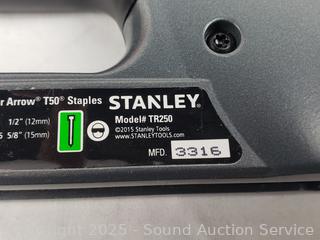 r Arrow® T50® Staples STANLEY®
1/2" (12mm) Model# TR250
5 5/8" (15mm) ©2015 Stanley Tools
www.STANLEYTOOLS.com
MFD. 3316
Copyright 2025 - Sound Auction Service